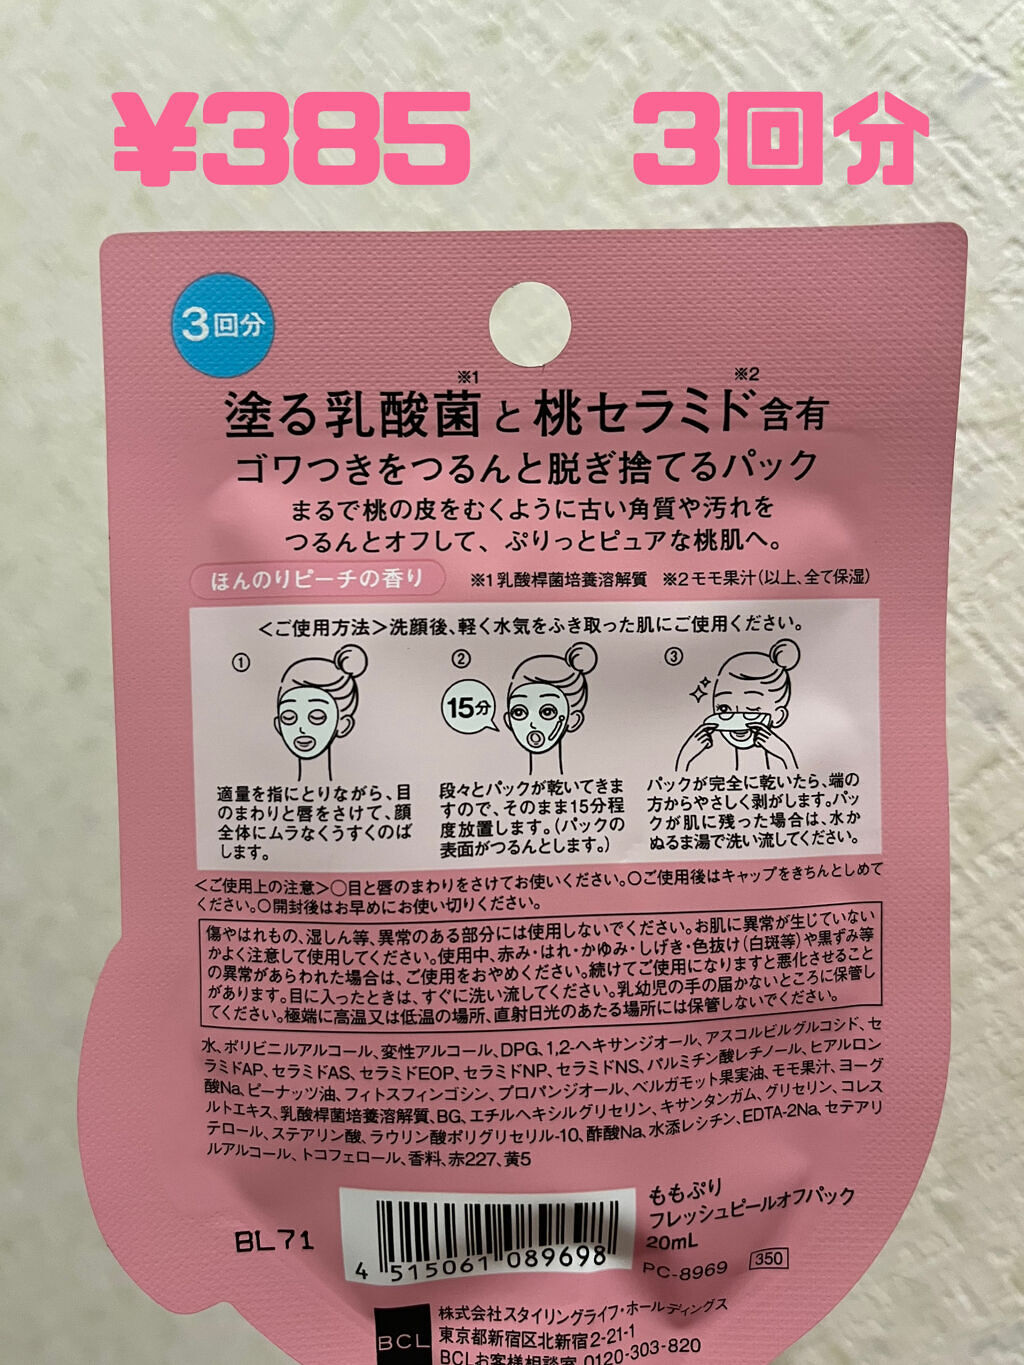 ¥385 3回分
3回分
塗る乳酸菌※1と桃セラミド※2含有
ゴワつきをつるんと脱ぎ捨てるパック
まるで桃の皮をむくように古い角質や汚れを
つるんとオフして、ぷりっとピュアな桃肌へ。
ほんのりピーチの香り ※1 乳酸桿菌培養溶解質 ※2 モモ果汁(以上、全て保湿)
<ご使用方法>洗顔後、軽く水気をふき取った肌にご使用ください。
① ② ③
15分
適量を指にとりながら、目
のまわりと唇をさけて、顔
全体にムラなくうすくのば
します。
段々とパックが乾いてきま
すので、そのまま15分程
度放置します。(パックの
表面がつるんとします。)
パックが完全に乾いたら、端の
方からやさしく剥がします。パッ
クが肌に残った場合は、水か
ぬるま湯で洗い流してください。
<ご使用上の注意>○目と唇のまわりをさけてお使いください。○ご使用後はキャップをきちんとしめて
ください。○開封後はお早めにお使い切りください。
傷やはれもの、湿しん等、異常のある部分には使用しないでください。お肌に異常が生じていない
かよく注意して使用してください。使用中、赤み・はれ・かゆみ・しげき・色抜け(白斑等)や黒ずみ等
の異常があらわれた場合は、ご使用をおやめください。続けてご使用になりますと悪化させること
があります。目に入ったときは、すぐに洗い流してください。乳幼児の手の届かないところに保管し
てください。極端に高温又は低温の場所、直射日光のあたる場所には保管しないでください。
水、ポリビニルアルコール、変性アルコール、DPG、1,2-ヘキサンジオール、アスコルビルグルコシド、セ
ラミドAP、セラミドAS、セラミドEOP、セラミドNP、セラミドNS、パルミチン酸レチノール、ヒアルロン
酸Na、ピーナッツ油、フィトスフィンゴシン、プロパンジオール、ベルガモット果実油、モモ果汁、ヨーグ
ルトエキス、乳酸桿菌培養溶解質、BG、エチルヘキシルグリセリン、キサンタンガム、グリセリン、コレス
テロール、ステアリン酸、ラウリン酸ポリグリセリル-10、酢酸Na、水添レシチン、EDTA-2Na、セテアリ
ルアルコール、トコフェロール、香料、赤227、黄5
BL71
4 515061 089698
ももぷり
フレッシュピールオフパック
20mL
PC-8969 350
BCL
株式会社スタイリングライフ・ホールディングス
東京都新宿区北新宿2-21-1
BCLお客様相談室 0120-303-820